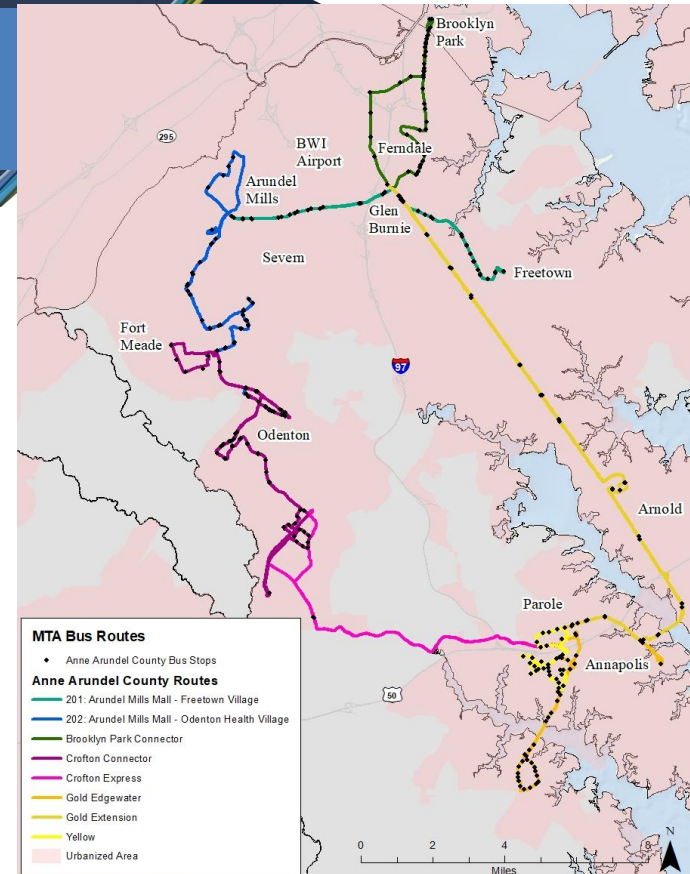 Brooklyn
Park
295
BWI
Airport
Ferndale
Arundel
Mills
Glen
Burnie
Severn
Freetown
Fort
Meade
97
Odenton
Arnold
Parole
Annapolis
50
MTA Bus Routes
Anne Arundel County Bus Stops
Anne Arundel County Routes
201: Arundel Mills Mall - Freetown Village
202: Arundel Mills Mall - Odenton Health Village
Brooklyn Park Connector
Crofton Connector
Crofton Express
Gold Edgewater
Gold Extension
Yellow
Urbanized Area
N
0 2 4 8
Miles